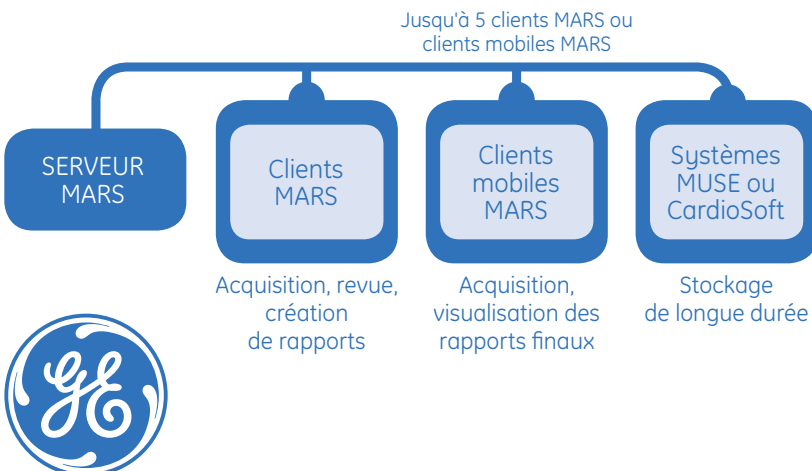 Jusqu'à 5 clients MARS ou
clients mobiles MARS
SERVEUR
MARS
Clients
MARS
Clients
mobiles
MARS
Systèmes
MUSE ou
CardioSoft
Acquisition, revue,
création
de rapports
Acquisition,
visualisation des
rapports finaux
Stockage
de longue durée
GE